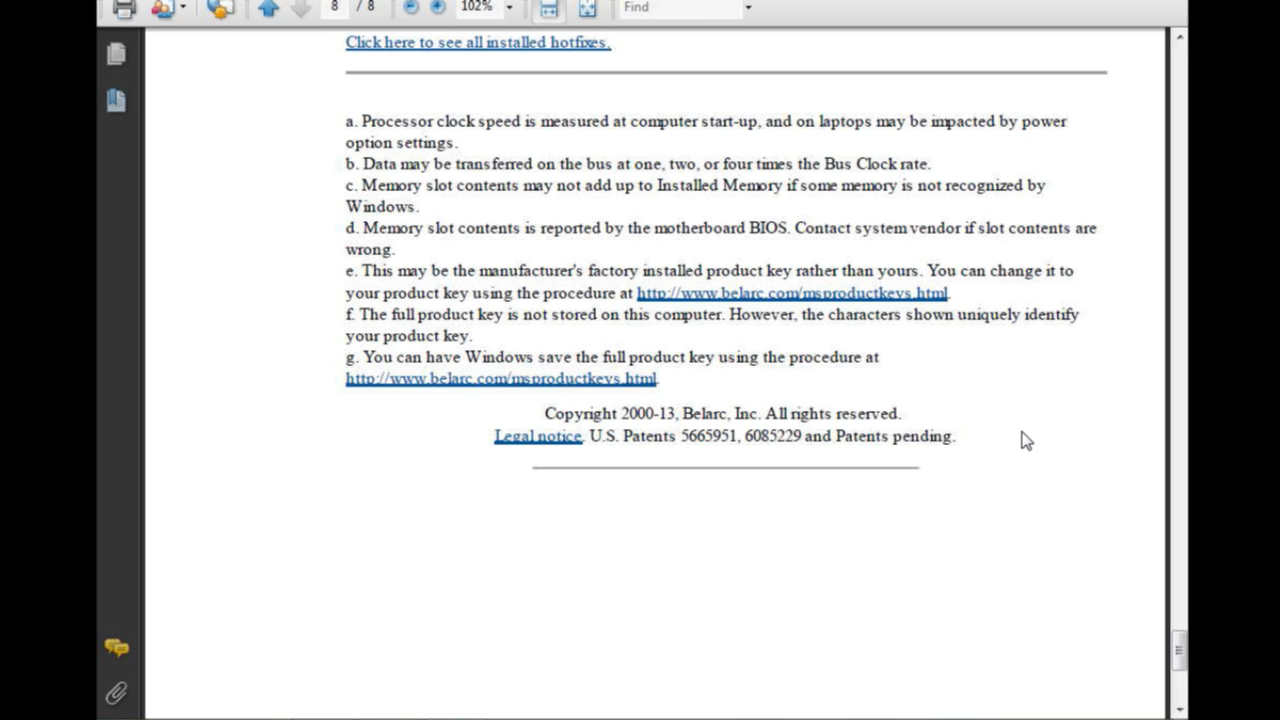 8 / 8 102% Find
Click here to see all installed hotfixes.
a. Processor clock speed is measured at computer start-up, and on laptops may be impacted by power
option settings.
b. Data may be transferred on the bus at one, two, or four times the Bus Clock rate.
c. Memory slot contents may not add up to Installed Memory if some memory is not recognized by
Windows.
d. Memory slot contents is reported by the motherboard BIOS. Contact system vendor if slot contents are
wrong.
e. This may be the manufacturer's factory installed product key rather than yours. You can change it to
your product key using the procedure at http://www.belarc.com/msproductkeys.html.
f. The full product key is not stored on this computer. However, the characters shown uniquely identify
your product key.
g. You can have Windows save the full product key using the procedure at
http://www.belarc.com/msproductkeys.html.
Copyright 2000-13, Belarc, Inc. All rights reserved.
Legal notice. U.S. Patents 5665951, 6085229 and Patents pending.